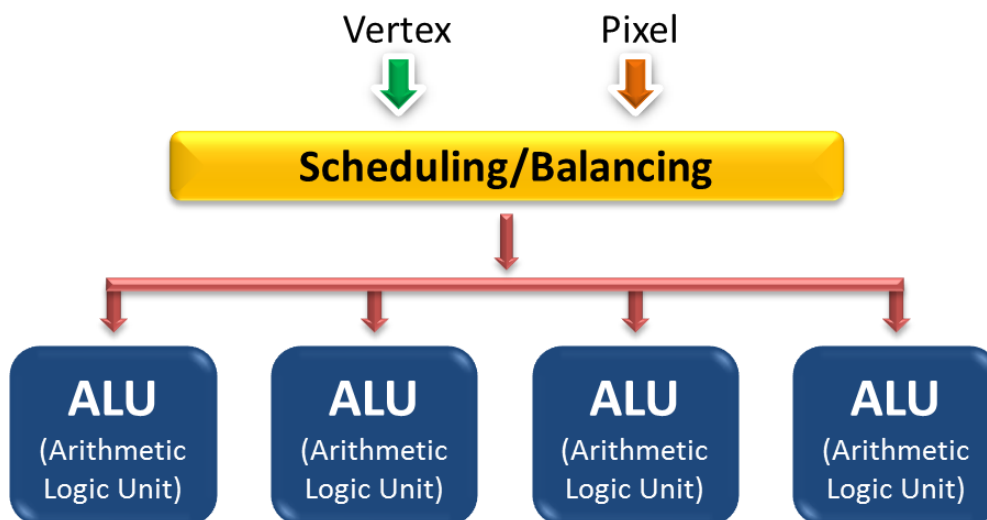 Vertex Pixel
Scheduling/Balancing
ALU ALU ALU ALU
(Arithmetic (Arithmetic (Arithmetic (Arithmetic
Logic Unit) Logic Unit) Logic Unit) Logic Unit)